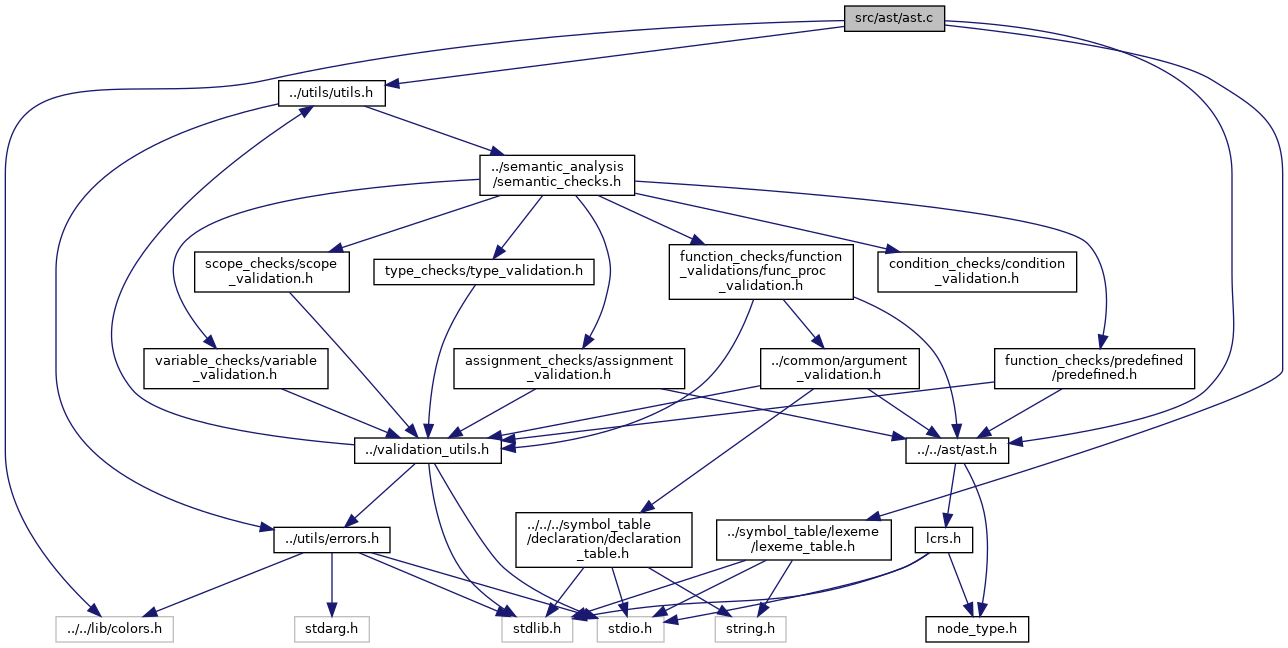 src/ast/ast.c
../utils/utils.h
../semantic_analysis
/semantic_checks.h
scope_checks/scope
_validation.h
type_checks/type_validation.h
function_checks/function
_validations/func_proc
_validation.h
condition_checks/condition
_validation.h
variable_checks/variable
_validation.h
assignment_checks/assignment
_validation.h
../common/argument
_validation.h
function_checks/predefined
/predefined.h
../validation_utils.h
../../ast/ast.h
../utils/errors.h
../../../symbol_table
/declaration/declaration
_table.h
../symbol_table/lexeme
/lexeme_table.h
lcrs.h
../../lib/colors.h
stdarg.h
stdlib.h
stdio.h
string.h
node_type.h